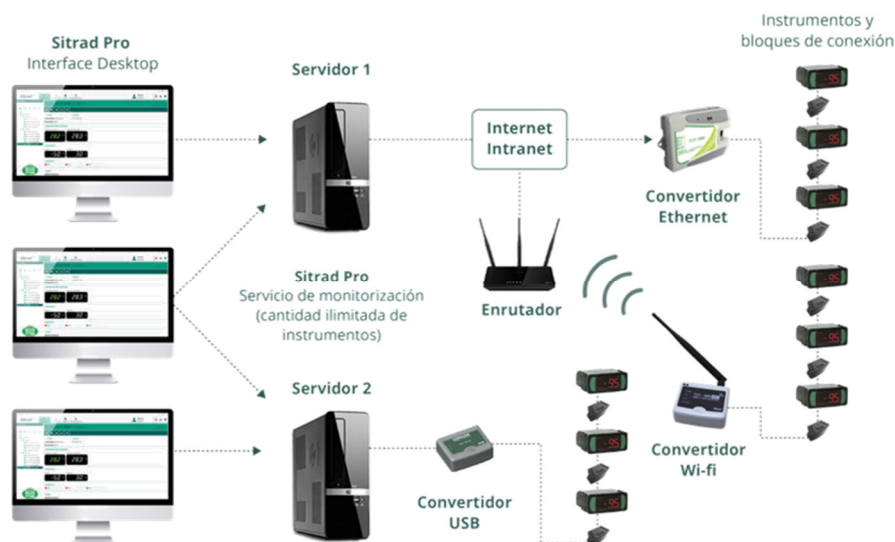 Sitrad Pro
Interface Desktop
Servidor 1
Internet
Intranet
Convertidor
Ethernet
Instrumentos y
bloques de conexión
Sitrad Pro
Servicio de monitorización
(cantidad ilimitada de
instrumentos)
Enrutador
Servidor 2
Convertidor
USB
Convertidor
Wi-fi